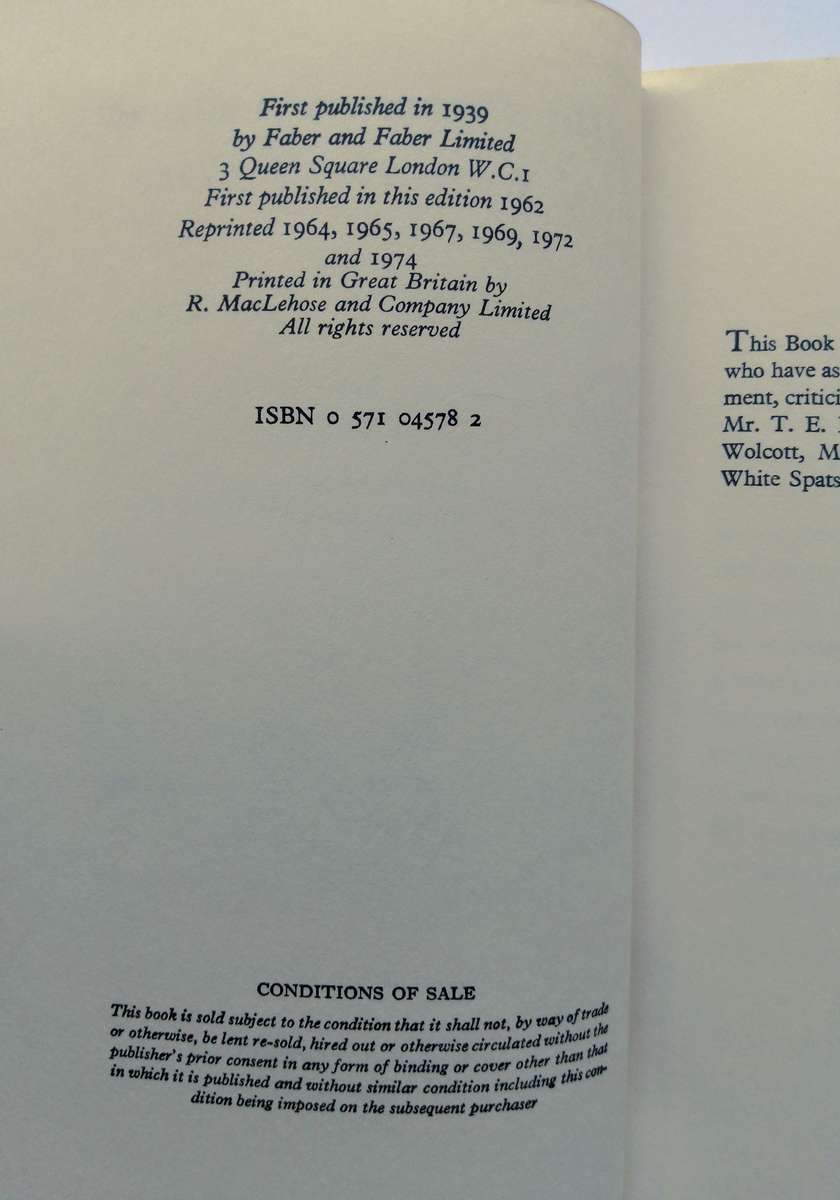 First published in 1939
by Faber and Faber Limited
3 Queen Square London W.C.1
First published in this edition 1962
Reprinted 1964, 1965, 1967, 1969, 1972
and 1974
Printed in Great Britain by
R. MacLehose and Company Limited
All rights reserved
ISBN 0 571 04578 2
CONDITIONS OF SALE
This book is sold subject to the condition that it shall not, by way of trade
or otherwise, be lent re-sold, hired out or otherwise circulated without the
publisher's prior consent in any form of binding or cover other than that
in which it is published and without similar condition including this con-
dition being imposed on the subsequent purchaser
This Book
who have as
ment, critici
Mr. T. E.
Wolcott, M
White Spats